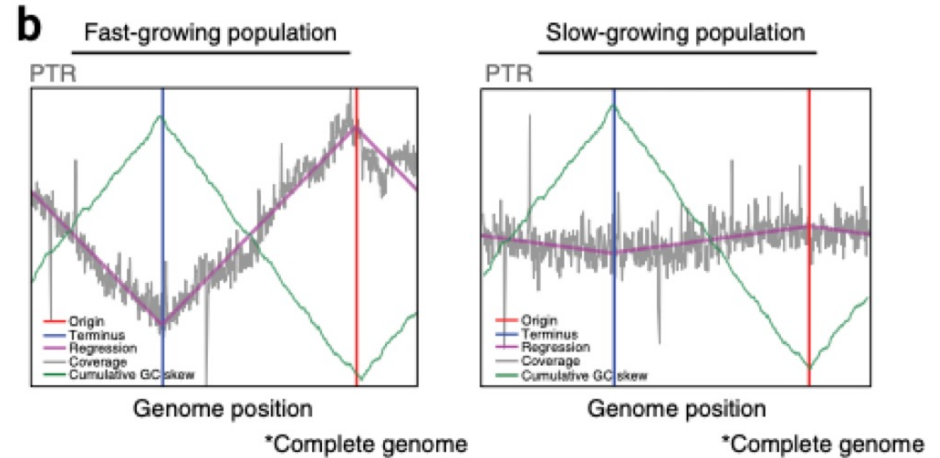 b
Fast-growing population
PTR
Origin
Terminus
Regression
Coverage
Cumulative GC skew
Genome position
*Complete genome
Slow-growing population
PTR
Origin
Terminus
Regression
Coverage
Cumulative GC skew
Genome position
*Complete genome